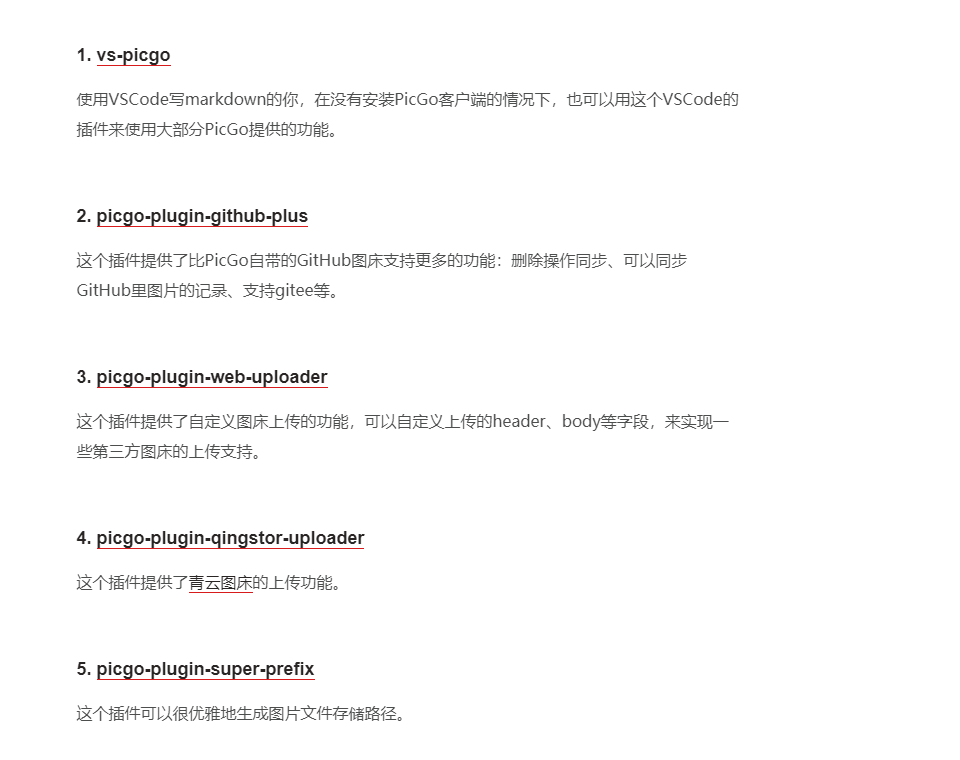 1. vs-picgo
使用VSCode写markdown的你，在没有安装PicGo客户端的情况下，也可以用这个VSCode的
插件来使用大部分PicGo提供的功能。
2. picgo-plugin-github-plus
这个插件提供了比PicGo自带的GitHub图床支持更多的功能：删除操作同步、可以同步
GitHub里图片的记录、支持gitee等。
3. picgo-plugin-web-uploader
这个插件提供了自定义图床上传的功能，可以自定义上传的header、body等字段，来实现一
些第三方图床的上传支持。
4. picgo-plugin-qingstor-uploader
这个插件提供了青云图床的上传功能。
5. picgo-plugin-super-prefix
这个插件可以很优雅地生成图片文件存储路径。